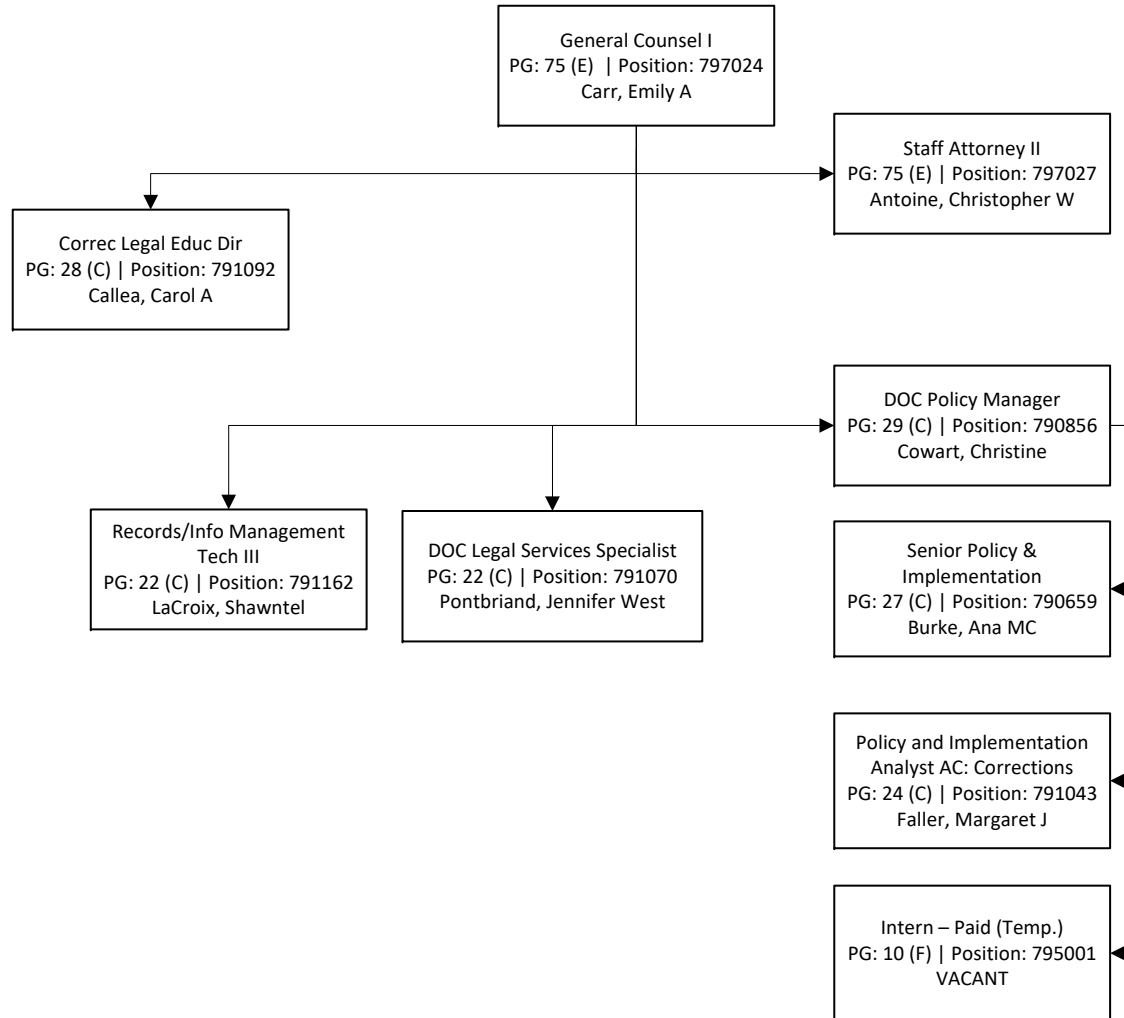 General Counsel I
PG: 75 (E)  | Position: 797024
Carr, Emily A
Staff Attorney II
PG: 75 (E) | Position: 797027
Antoine, Christopher W
Correc Legal Educ Dir
PG: 28 (C) | Position: 791092
Callea, Carol A
DOC Policy Manager
PG: 29 (C) | Position: 790856
Cowart, Christine
Records/Info Management
Tech III
PG: 22 (C) | Position: 791162
LaCroix, Shawntel
DOC Legal Services Specialist
PG: 22 (C) | Position: 791070
Pontbriand, Jennifer West
Senior Policy &
Implementation
PG: 27 (C) | Position: 790659
Burke, Ana MC
Policy and Implementation
Analyst AC: Corrections
PG: 24 (C) | Position: 791043
Faller, Margaret J
Intern – Paid (Temp.)
PG: 10 (F) | Position: 795001
VACANT